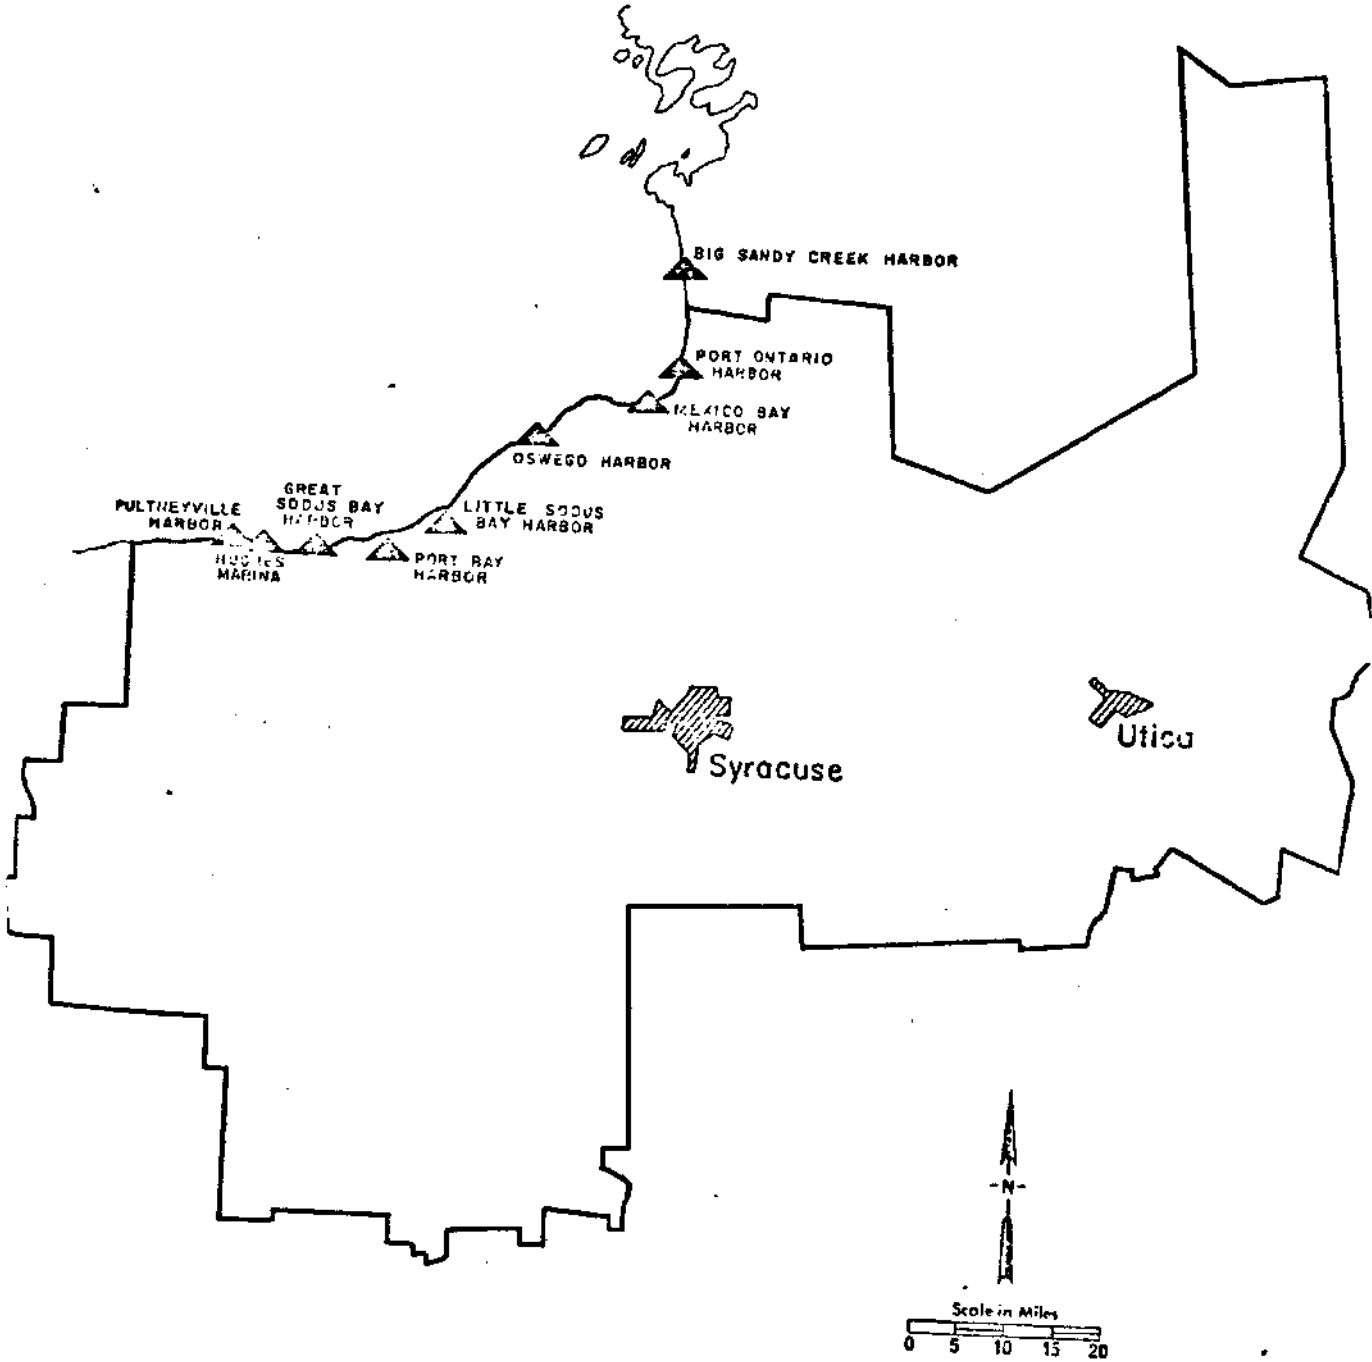 BIG SANDY CREEK HARBOR
PORT ONTARIO
HARBOR
MEXICO BAY
HARBOR
OSWEGO HARBOR
GREAT
SODUS BAY
HARBOR
PULTNEYVILLE
HARBOR
LITTLE SODUS
BAY HARBOR
HUGHES
MARINA
PORT BAY
HARBOR
Utica
Syracuse
-N-
Scale in Miles
0 5 10 15 20